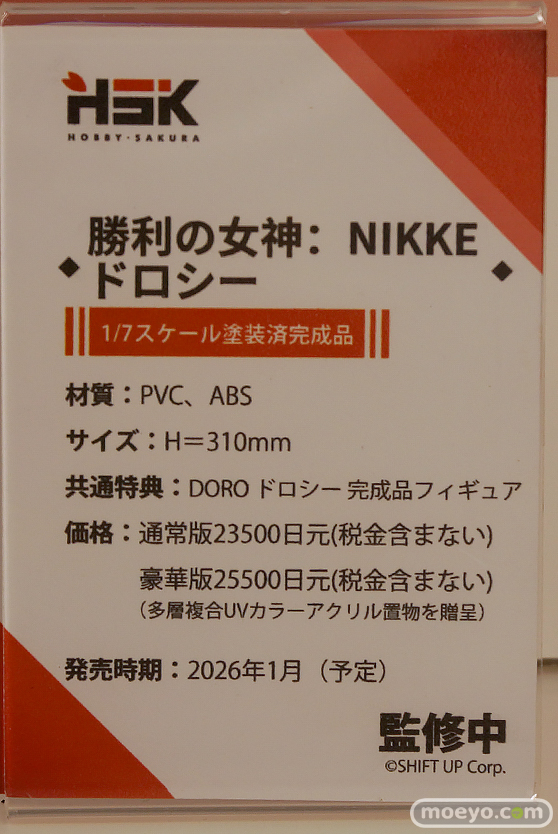 HSK
HOBBY・SAKURA
勝利の女神： NIKKE
ドロシー
1/7スケール塗装済完成品
材質：PVC、ABS
サイズ：H＝310mm
共通特典：DORO ドロシー 完成品フィギュア
価格：通常版23500日元(税金含まない)
豪華版25500日元(税金含まない)
（多層複合UVカラーアクリル置物を贈呈）
発売時期：2026年1月（予定）
監修中
©SHIFT UP Corp.
moeyo.com